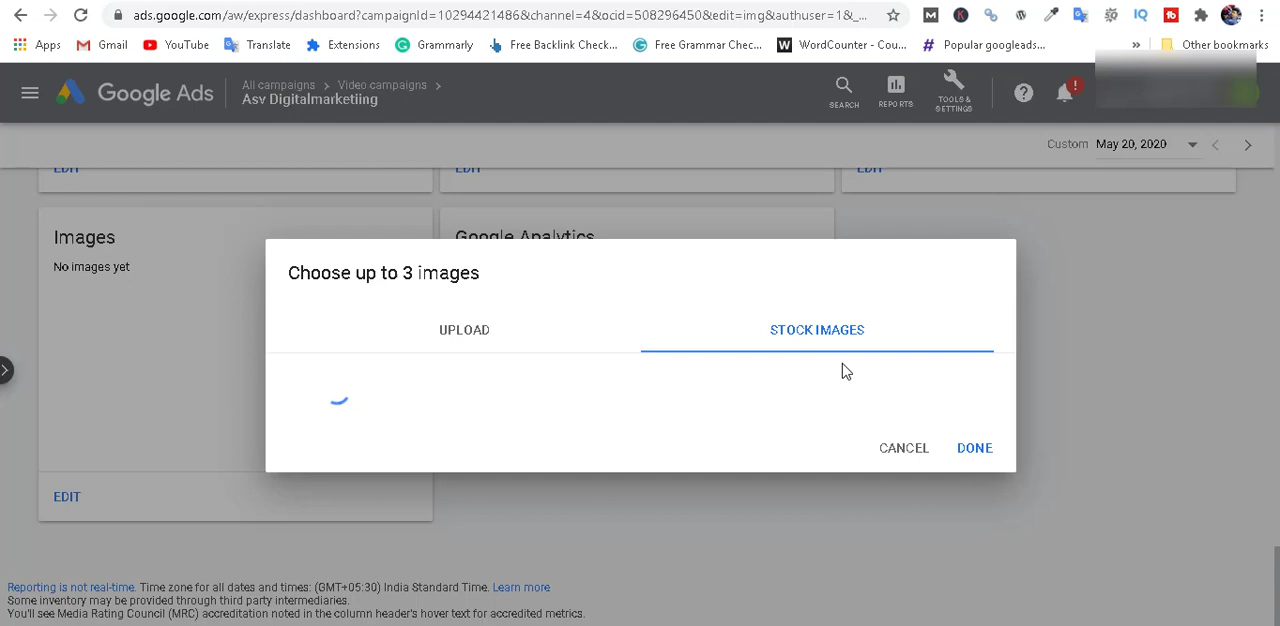 ads.google.com/aw/express/dashboard?campaignId=10294421486&channel=4&ocid=508296450&edit=img&authuser=1&_...
Apps Gmail YouTube Translate Extensions Grammarly Free Backlink Check... Free Grammar Chec... WordCounter - Cou... Popular googleads... » Other bookmarks
Google Ads All campaigns > Video campaigns >
Asv Digitalmarketiing
SEARCH REPORTS TOOLS & SETTINGS
Custom May 20, 2020
EDIT EDIT EDIT
Images Google Analytics
No images yet
Choose up to 3 images
UPLOAD STOCK IMAGES
CANCEL DONE
EDIT
Reporting is not real-time. Time zone for all dates and times: (GMT+05:30) India Standard Time. Learn more
Some inventory may be provided through third party intermediaries.
You'll see Media Rating Council (MRC) accreditation noted in the column header's hover text for accredited metrics.